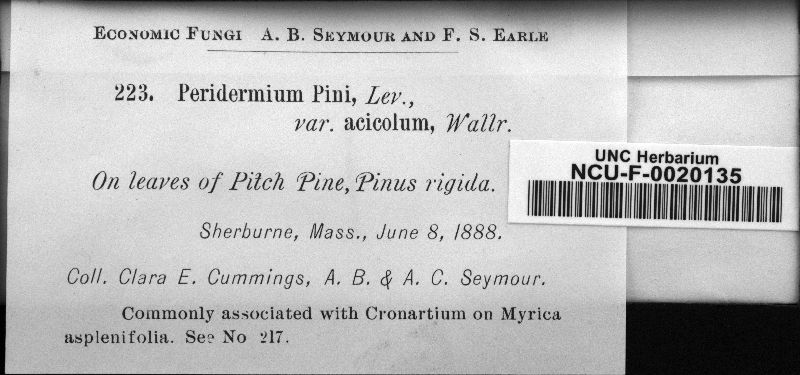 Economic Fungi A. B. Seymour and F. S. Earle
223. Peridermium Pini, Lev.,
var. acicolum, Wallr.
On leaves of Pitch Pine, Pinus rigida.
Sherburne, Mass., June 8, 1888.
Coll. Clara E. Cummings, A. B. & A. C. Seymour.
Commonly associated with Cronartium on Myrica
asplenifolia. See No 217.
UNC Herbarium
NCU-F-0020135